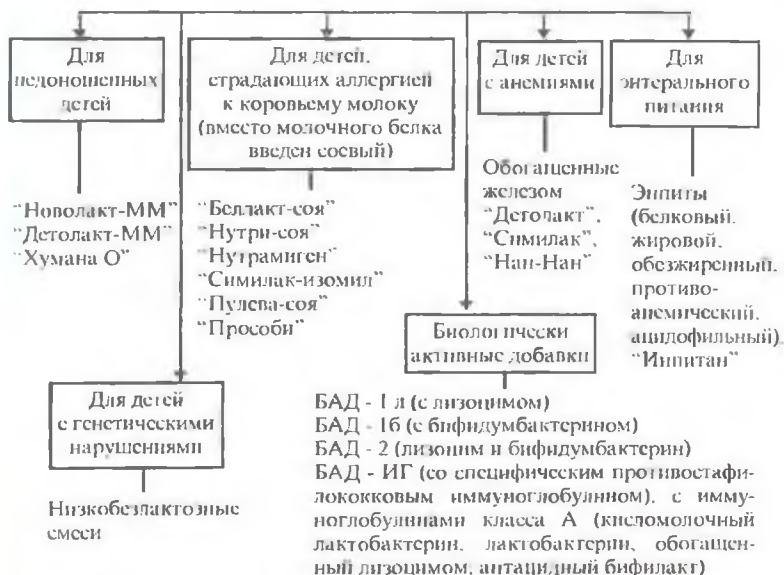 Для
недоношенных
детей
"Новолакт-ММ"
"Детолакт-ММ"
"Хумана О"
Для детей,
страдающих аллергией
к коровьему молоку
(вместо молочного белка
введен соевый)
"Беллакт-соя"
"Нутри-соя"
"Нутрамиген"
"Симилак-изомил"
"Пулева-соя"
"Прособи"
Для детей
с анемиями
Обогащенные
железом
"Детолакт",
"Симилак",
"Нан-Нан"
Для
энтерального
питания
Энпиты
(белковый,
жировой,
обезжиренный,
противо-
анемический,
ацидофильный),
"Инпитан"
Для детей
с генетическими
нарушениями
Низкобезлактозные
смеси
Биологически
активные добавки
БАД - 1 л (с лизоцимом)
БАД - 1б (с бифидумбактерином)
БАД - 2 (лизоцим и бифидумбактерин)
БАД - ИГ (со специфическим противостафи-
лококковым иммуноглобулином), с имму-
ноглобулинами класса А (кисломолочный
лактобактерин, лактобактерин, обогащен-
ный лизоцимом, антацидный бифилакт)